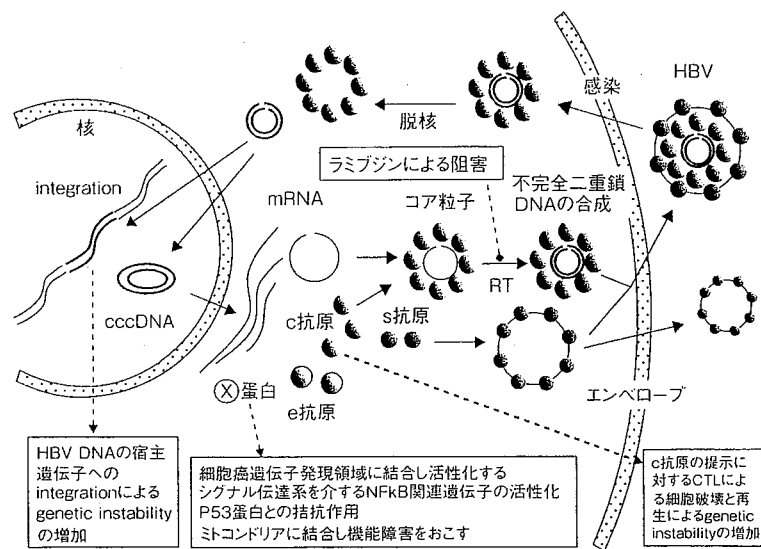 感染
HBV
核
脱核
integration
ラミブジンによる阻害
mRNA
コア粒子
不完全二重鎖
DNAの合成
RT
cccDNA
c抗原
s抗原
X蛋白
e抗原
エンベロープ
HBV DNAの宿主
遺伝子への
integrationによる
genetic instability
の増加
細胞癌遺伝子発現領域に結合し活性化する
シグナル伝達系を介するNFkB関連遺伝子の活性化
P53蛋白との拮抗作用
ミトコンドリアに結合し機能障害をおこす
c抗原の提示に
対するCTLによ
る細胞破壊と再
生によるgenetic
instabilityの増加